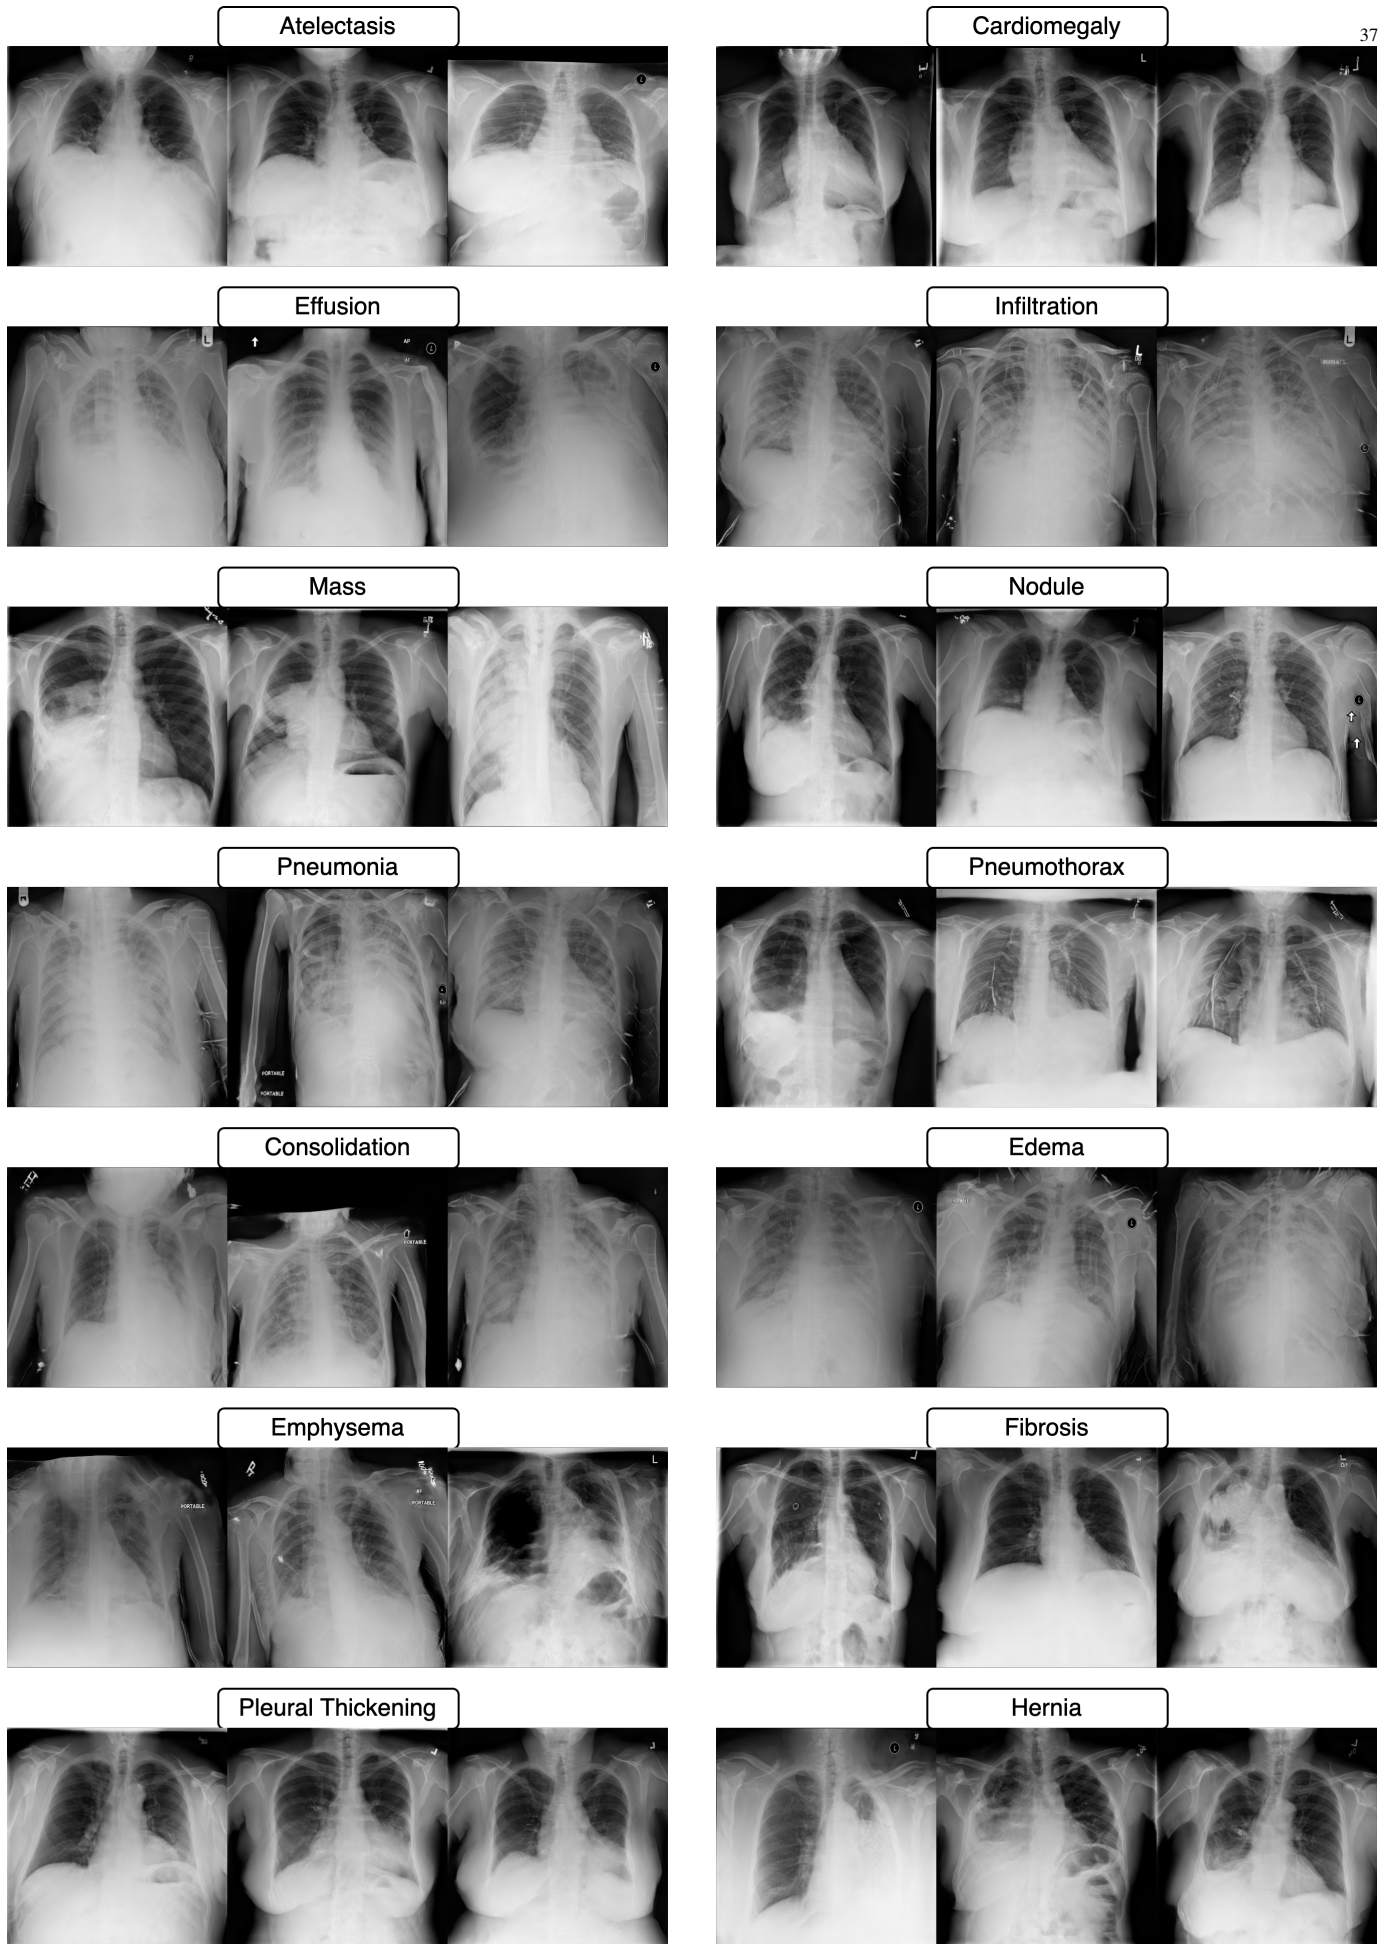 37
Atelectasis
Cardiomegaly
L
L
L
L
Effusion
Infiltration
L
AP
L
L
L
L
L
Mass
Nodule
L
Pneumonia
Pneumothorax
L
PORTABLE
PORTABLE
Consolidation
Edema
PORTABLE
L
L
Emphysema
Fibrosis
PORTABLE
PORTABLE
L
L
Pleural Thickening
Hernia
L
L